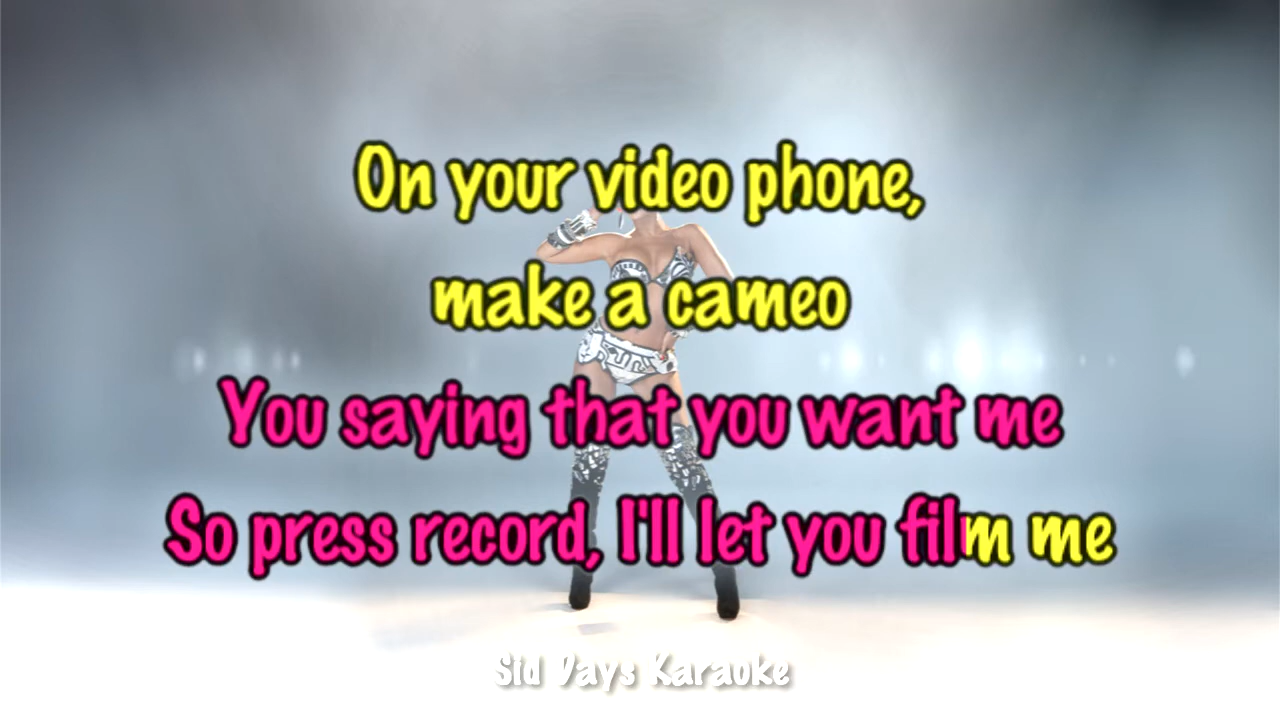 On your video phone,
make a cameo
You saying that you want me
So press record, I'll let you film me
Sid Days Karaoke